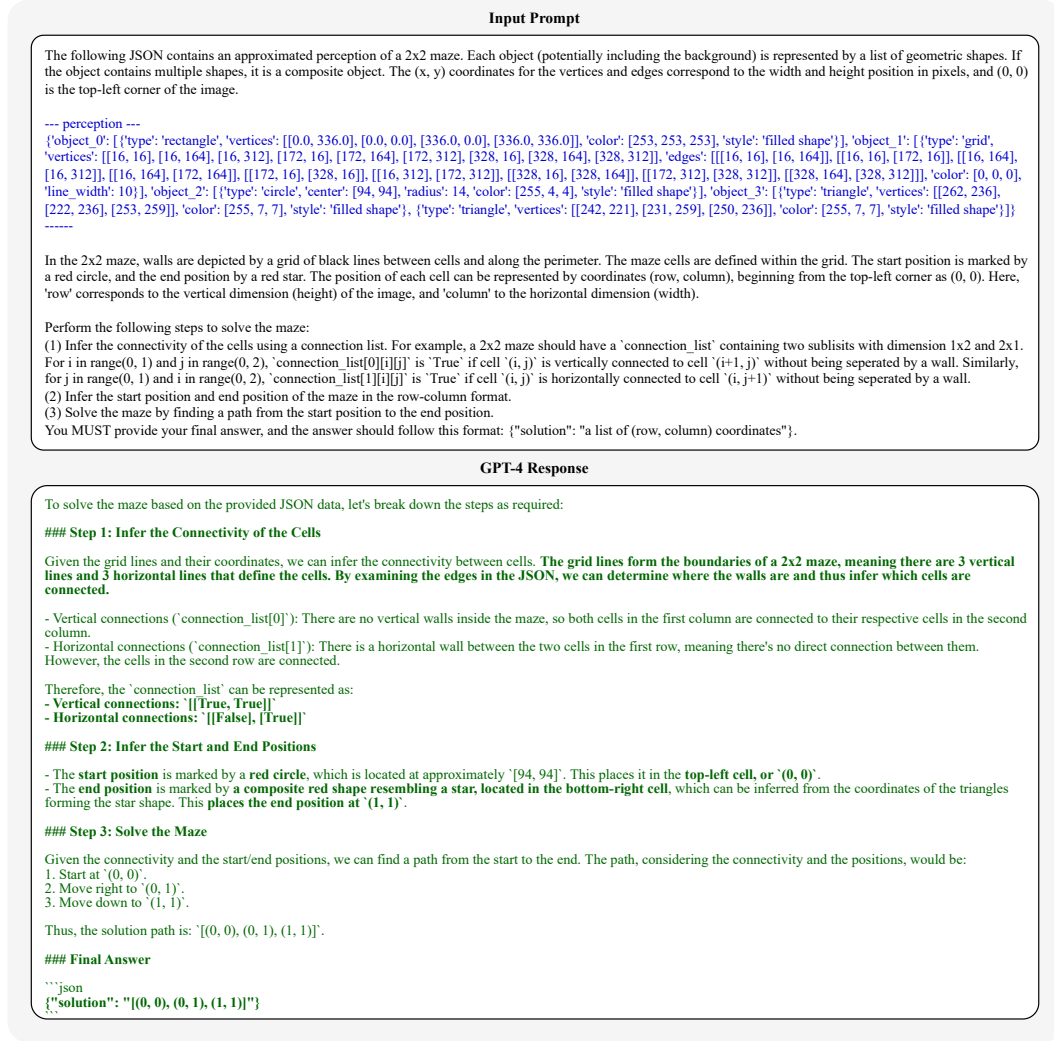 Input Prompt
The following JSON contains an approximated perception of a 2x2 maze. Each object (potentially including the background) is represented by a list of geometric shapes. If
the object contains multiple shapes, it is a composite object. The (x, y) coordinates for the vertices and edges correspond to the width and height position in pixels, and (0, 0)
is the top-left corner of the image.
--- perception ---
{'object_0': [{'type': 'rectangle', 'vertices': [[0.0, 336.0], [0.0, 0.0], [336.0, 0.0], [336.0, 336.0]], 'color': [253, 253, 253], 'style': 'filled shape'}], 'object_1': [{'type': 'grid',
'vertices': [[16, 16], [16, 164], [16, 312], [172, 16], [172, 164], [172, 312], [328, 16], [328, 164], [328, 312]], 'edges': [[[16, 16], [16, 164]], [[16, 16], [172, 16]], [[16, 164],
[16, 312]], [[16, 164], [172, 164]], [[172, 16], [328, 16]], [[16, 312], [172, 312]], [[328, 16], [328, 164]], [[172, 312], [328, 312]], [[328, 164], [328, 312]]], 'color': [0, 0, 0],
'line_width': 10}], 'object_2': [{'type': 'circle', 'center': [94, 94], 'radius': 14, 'color': [255, 4, 4], 'style': 'filled shape'}], 'object_3': [{'type': 'triangle', 'vertices': [[262, 236],
[222, 236], [253, 259]], 'color': [255, 7, 7], 'style': 'filled shape'}, {'type': 'triangle', 'vertices': [[242, 221], [231, 259], [250, 236]], 'color': [255, 7, 7], 'style': 'filled shape'}]}
------
In the 2x2 maze, walls are depicted by a grid of black lines between cells and along the perimeter. The maze cells are defined within the grid. The start position is marked by
a red circle, and the end position by a red star. The position of each cell can be represented by coordinates (row, column), beginning from the top-left corner as (0, 0). Here,
'row' corresponds to the vertical dimension (height) of the image, and 'column' to the horizontal dimension (width).
Perform the following steps to solve the maze:
(1) Infer the connectivity of the cells using a connection list. For example, a 2x2 maze should have a `connection_list` containing two sublisits with dimension 1x2 and 2x1.
For i in range(0, 1) and j in range(0, 2), `connection_list[0][i][j]` is `True` if cell `(i, j)` is vertically connected to cell `(i+1, j)` without being seperated by a wall. Similarly,
for j in range(0, 1) and i in range(0, 2), `connection_list[1][i][j]` is `True` if cell `(i, j)` is horizontally connected to cell `(i, j+1)` without being seperated by a wall.
(2) Infer the start position and end position of the maze in the row-column format.
(3) Solve the maze by finding a path from the start position to the end position.
You MUST provide your final answer, and the answer should follow this format: {"solution": "a list of (row, column) coordinates"}.
GPT-4 Response
To solve the maze based on the provided JSON data, let's break down the steps as required:
### Step 1: Infer the Connectivity of the Cells
Given the grid lines and their coordinates, we can infer the connectivity between cells. The grid lines form the boundaries of a 2x2 maze, meaning there are 3 vertical
lines and 3 horizontal lines that define the cells. By examining the edges in the JSON, we can determine where the walls are and thus infer which cells are
connected.
- Vertical connections (`connection_list[0]`): There are no vertical walls inside the maze, so both cells in the first column are connected to their respective cells in the second
column.
- Horizontal connections (`connection_list[1]`): There is a horizontal wall between the two cells in the first row, meaning there's no direct connection between them.
However, the cells in the second row are connected.
Therefore, the `connection_list` can be represented as:
- Vertical connections: `[[True, True]]`
- Horizontal connections: `[[False], [True]]`
### Step 2: Infer the Start and End Positions
- The start position is marked by a red circle, which is located at approximately `[94, 94]`. This places it in the top-left cell, or `(0, 0)`.
- The end position is marked by a composite red shape resembling a star, located in the bottom-right cell, which can be inferred from the coordinates of the triangles
forming the star shape. This places the end position at `(1, 1)`.
### Step 3: Solve the Maze
Given the connectivity and the start/end positions, we can find a path from the start to the end. The path, considering the connectivity and the positions, would be:
1. Start at `(0, 0)`.
2. Move right to `(0, 1)`.
3. Move down to `(1, 1)`.
Thus, the solution path is: `[(0, 0), (0, 1), (1, 1)]`.
### Final Answer
```json
{"solution": "[(0, 0), (0, 1), (1, 1)]"}
```